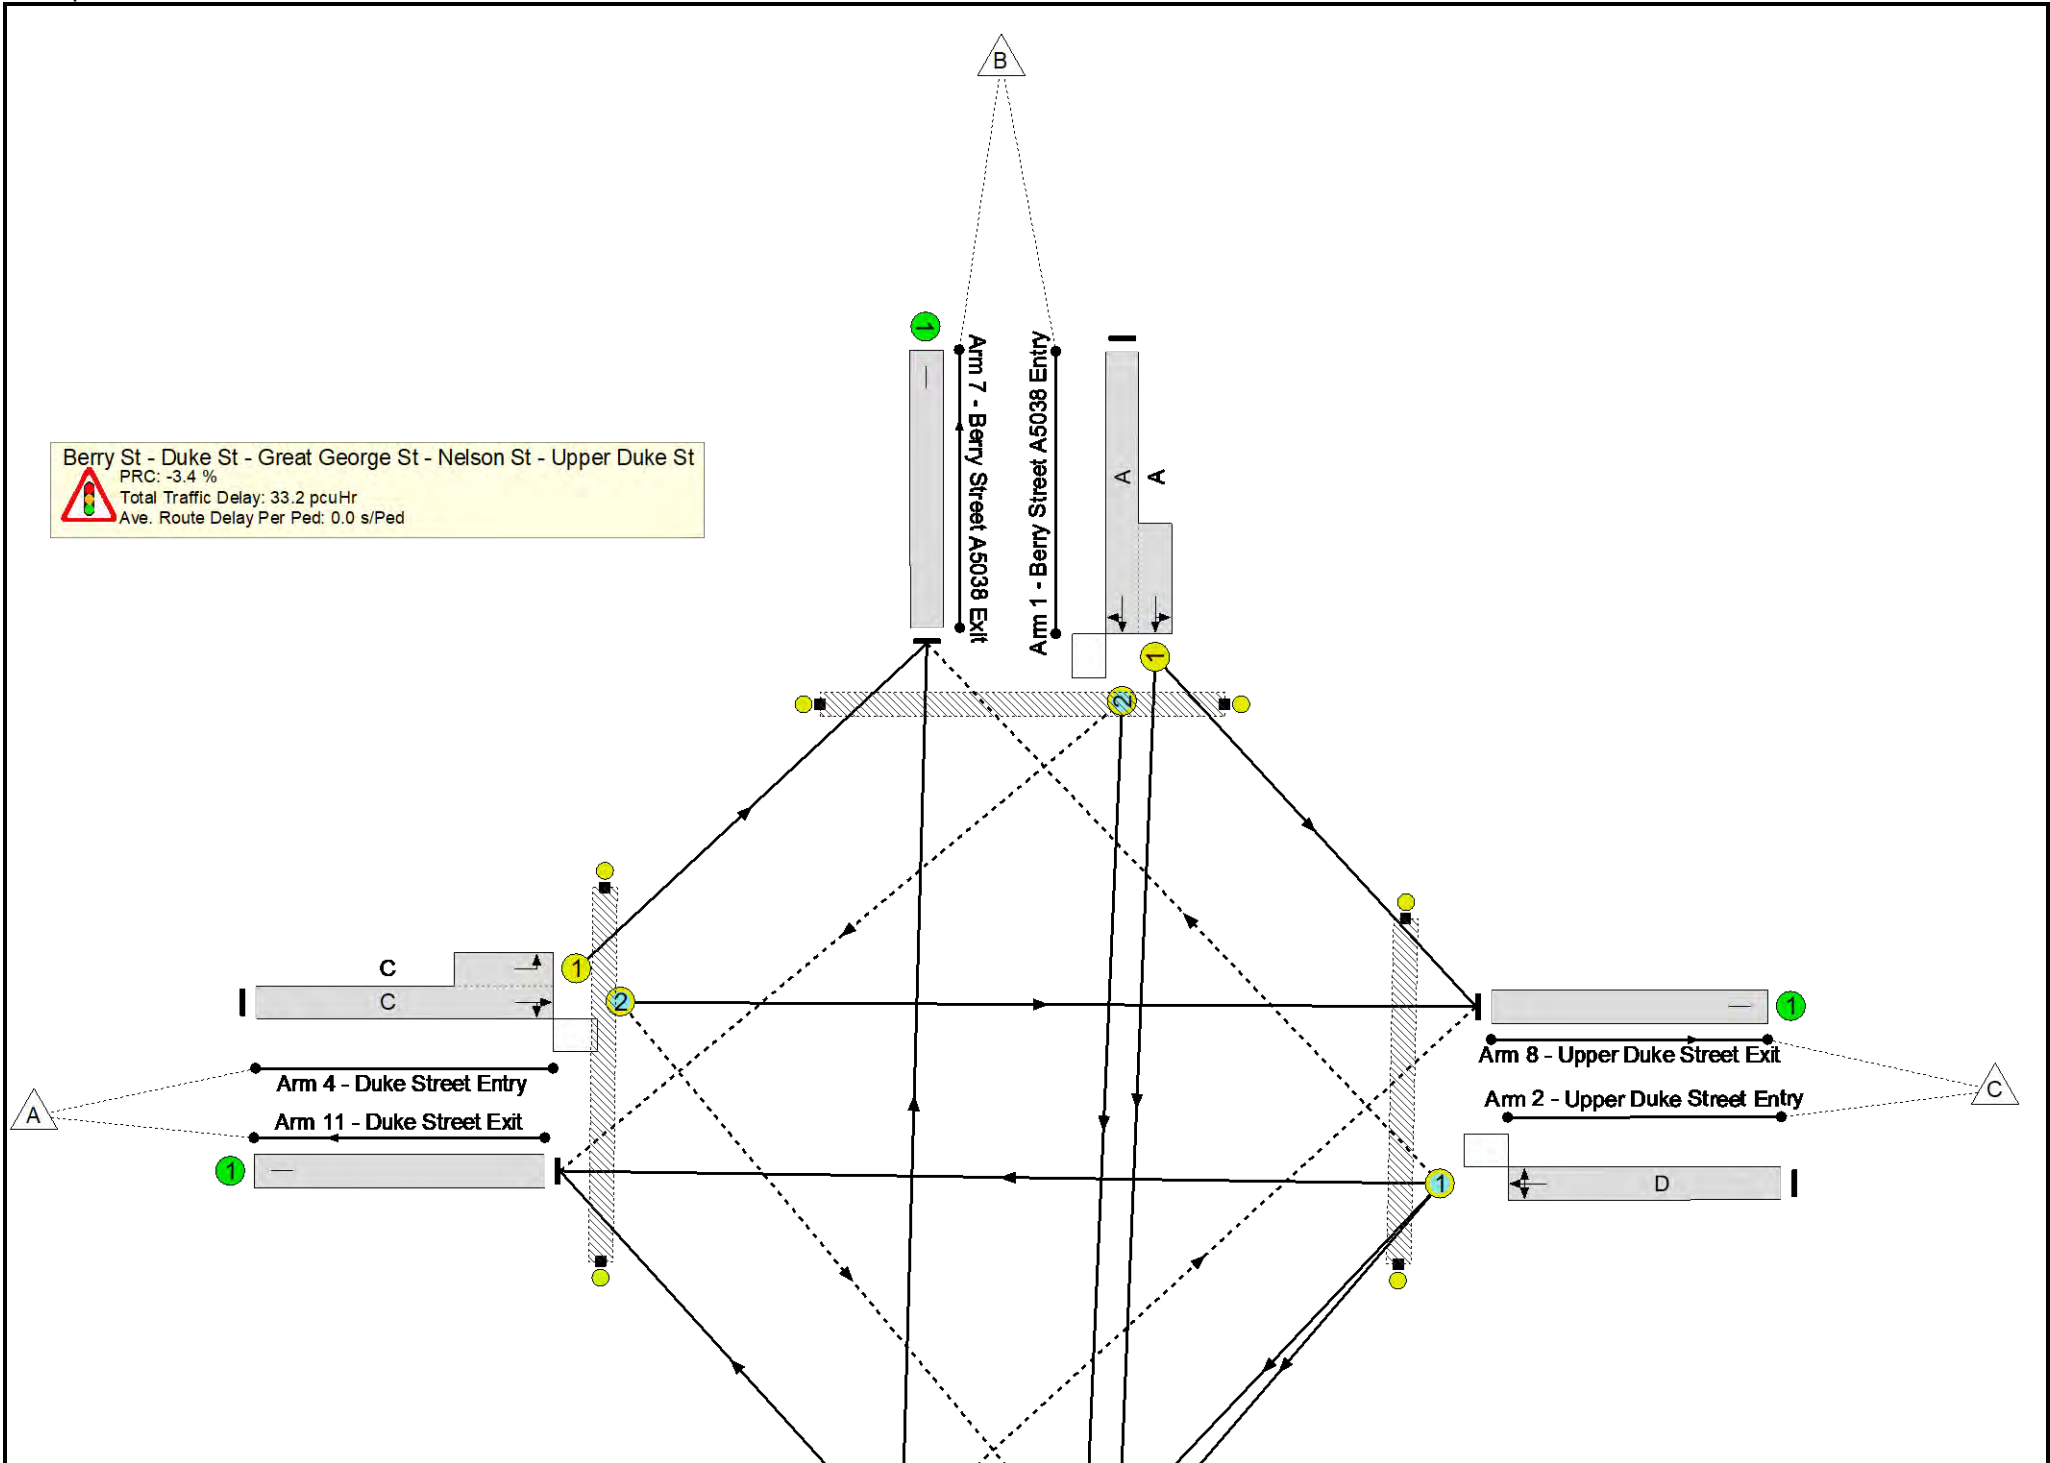 B
1
Arm 7 - Berry Street A5038 Exit
Arm 1 - Berry Street A5038 Entry
A
A
Berry St - Duke St - Great George St - Nelson St - Upper Duke St
PRC: -3.4 %
Total Traffic Delay: 33.2 pcuHr
Ave. Route Delay Per Ped: 0.0 s/Ped
1
2
C
1
C
2
1
Arm 4 - Duke Street Entry
Arm 8 - Upper Duke Street Exit
A
C
Arm 11 - Duke Street Exit
Arm 2 - Upper Duke Street Entry
1
1
D